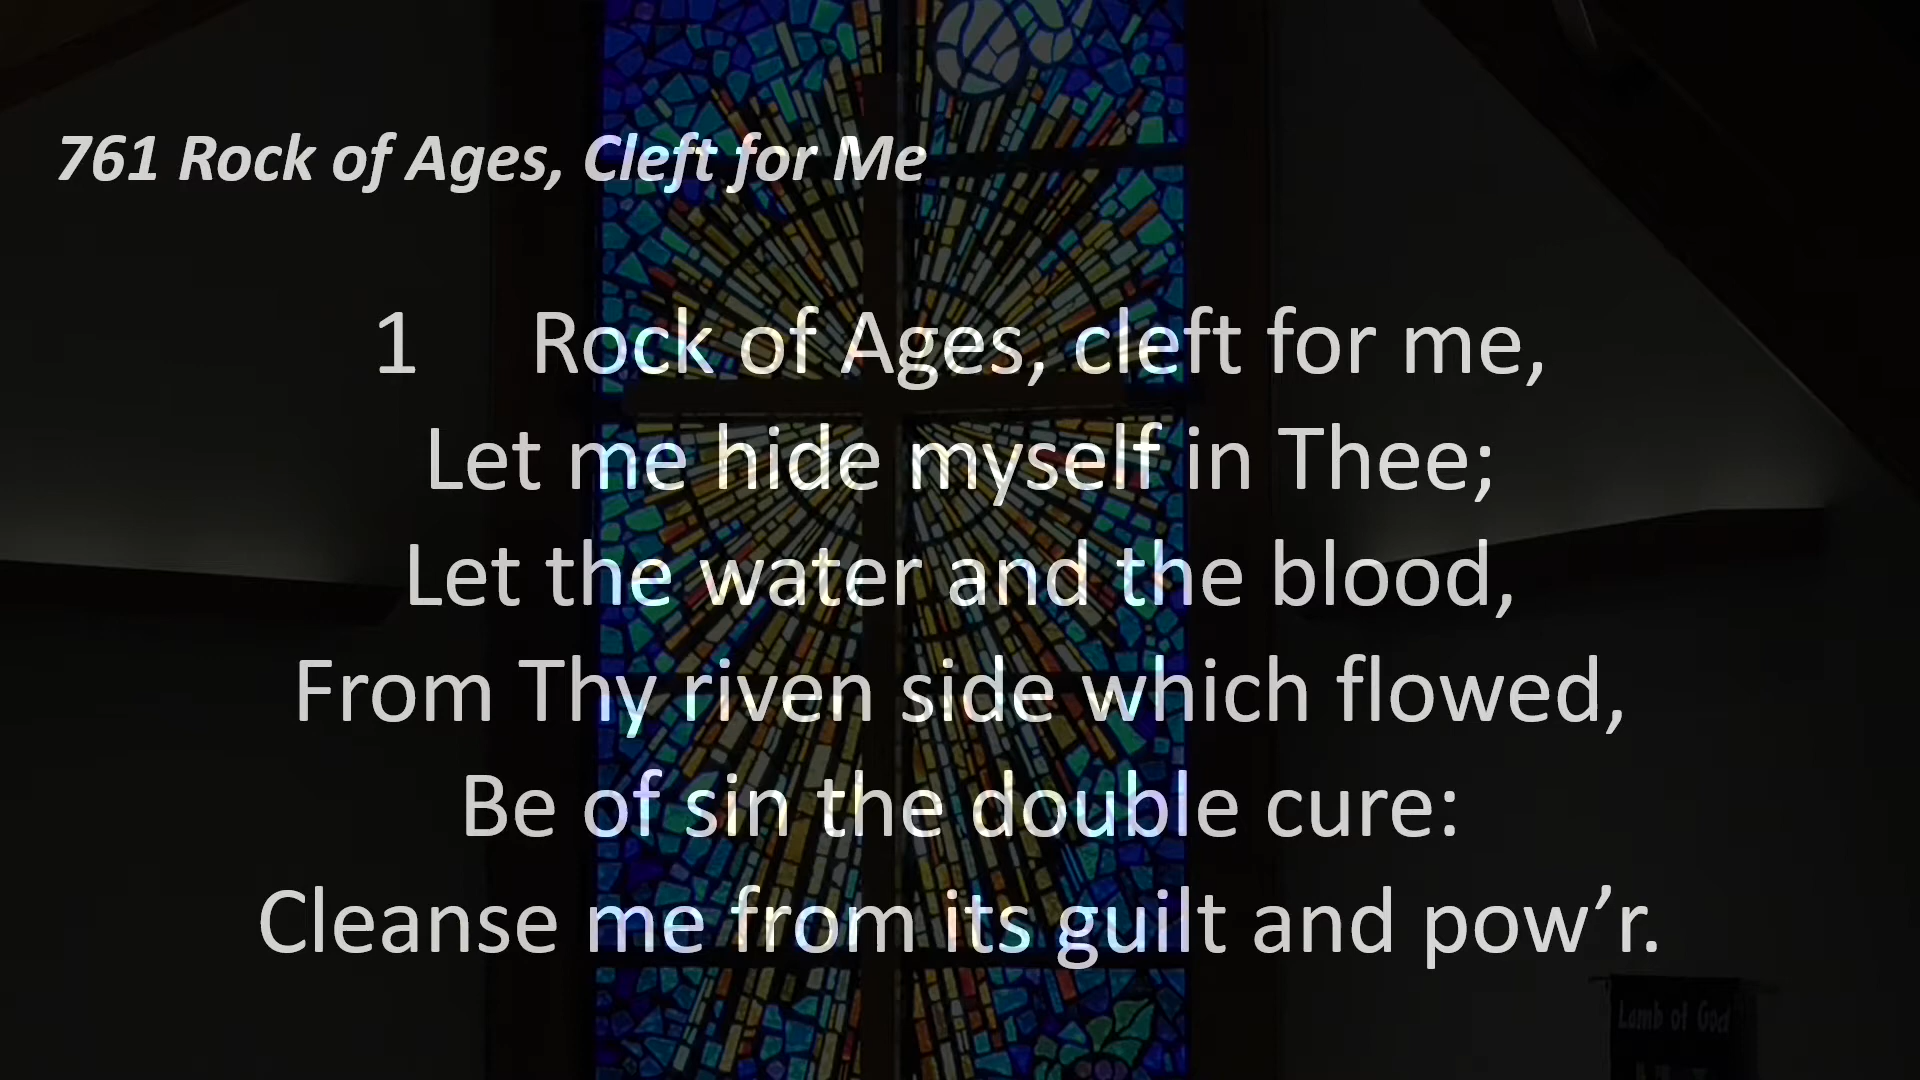 761 Rock of Ages, Cleft for Me
1 Rock of Ages, cleft for me,
Let me hide myself in Thee;
Let the water and the blood,
From Thy riven side which flowed,
Be of sin the double cure:
Cleanse me from its guilt and pow’r.
Lamb of God